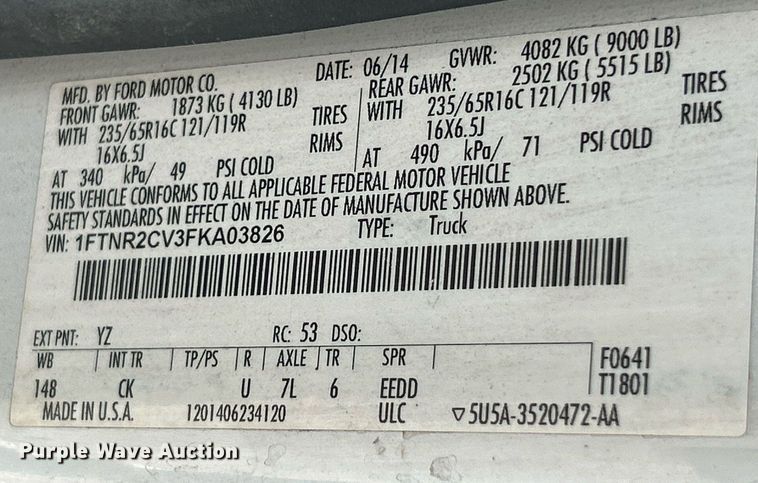 MFD. BY FORD MOTOR CO. DATE: 06/14 GVWR: 4082 KG ( 9000 LB)
FRONT GAWR: 1873 KG ( 4130 LB) REAR GAWR: 2502 KG ( 5515 LB)
WITH 235/65R16C 121/119R TIRES WITH 235/65R16C 121/119R TIRES
16X6.5J RIMS 16X6.5J RIMS
AT 340 kPa/ 49 PSI COLD AT 490 kPa/ 71 PSI COLD
THIS VEHICLE CONFORMS TO ALL APPLICABLE FEDERAL MOTOR VEHICLE
SAFETY STANDARDS IN EFFECT ON THE DATE OF MANUFACTURE SHOWN ABOVE.
VIN: 1FTNR2CV3FKA03826 TYPE: Truck
EXT PNT: YZ RC: 53 DSO:
WB INT TR TP/PS R AXLE TR SPR F0641
148 CK U 7L 6 EEDD T1801
MADE IN U.S.A. 1201406234120 ULC ▽5U5A-3520472-AA
Purple Wave Auction